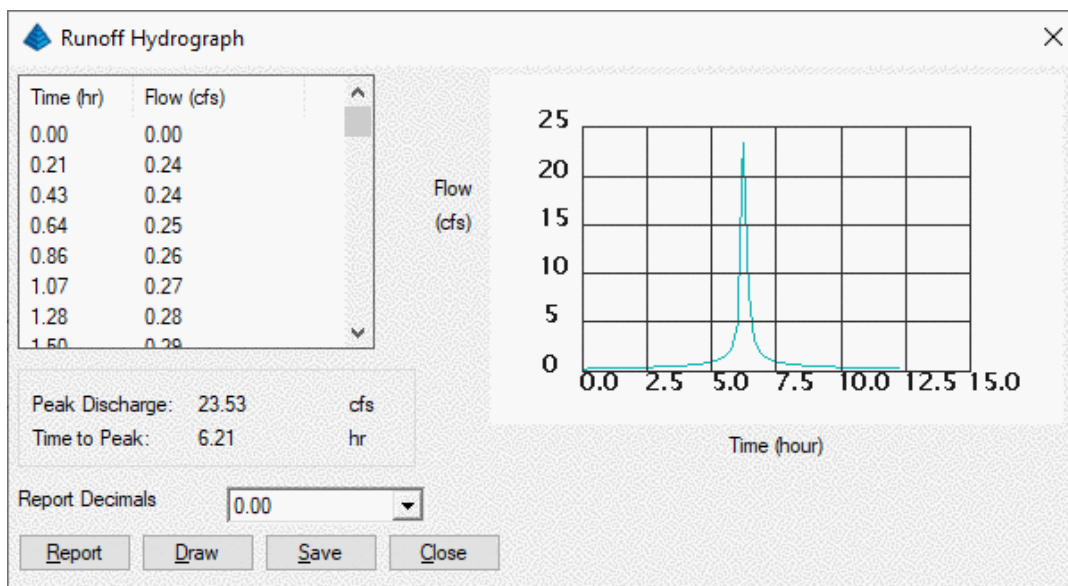 Runoff Hydrograph
Time (hr) Flow (cfs)
0.00 0.00
0.21 0.24
0.43 0.24
0.64 0.25
0.86 0.26
1.07 0.27
1.28 0.28
1.50 0.29
Peak Discharge: 23.53 cfs
Time to Peak: 6.21 hr
Report Decimals 0.00
Report Draw Save Close
Flow
(cfs)
25
20
15
10
5
0
0.0 2.5 5.0 7.5 10.0 12.5 15.0
Time (hour)